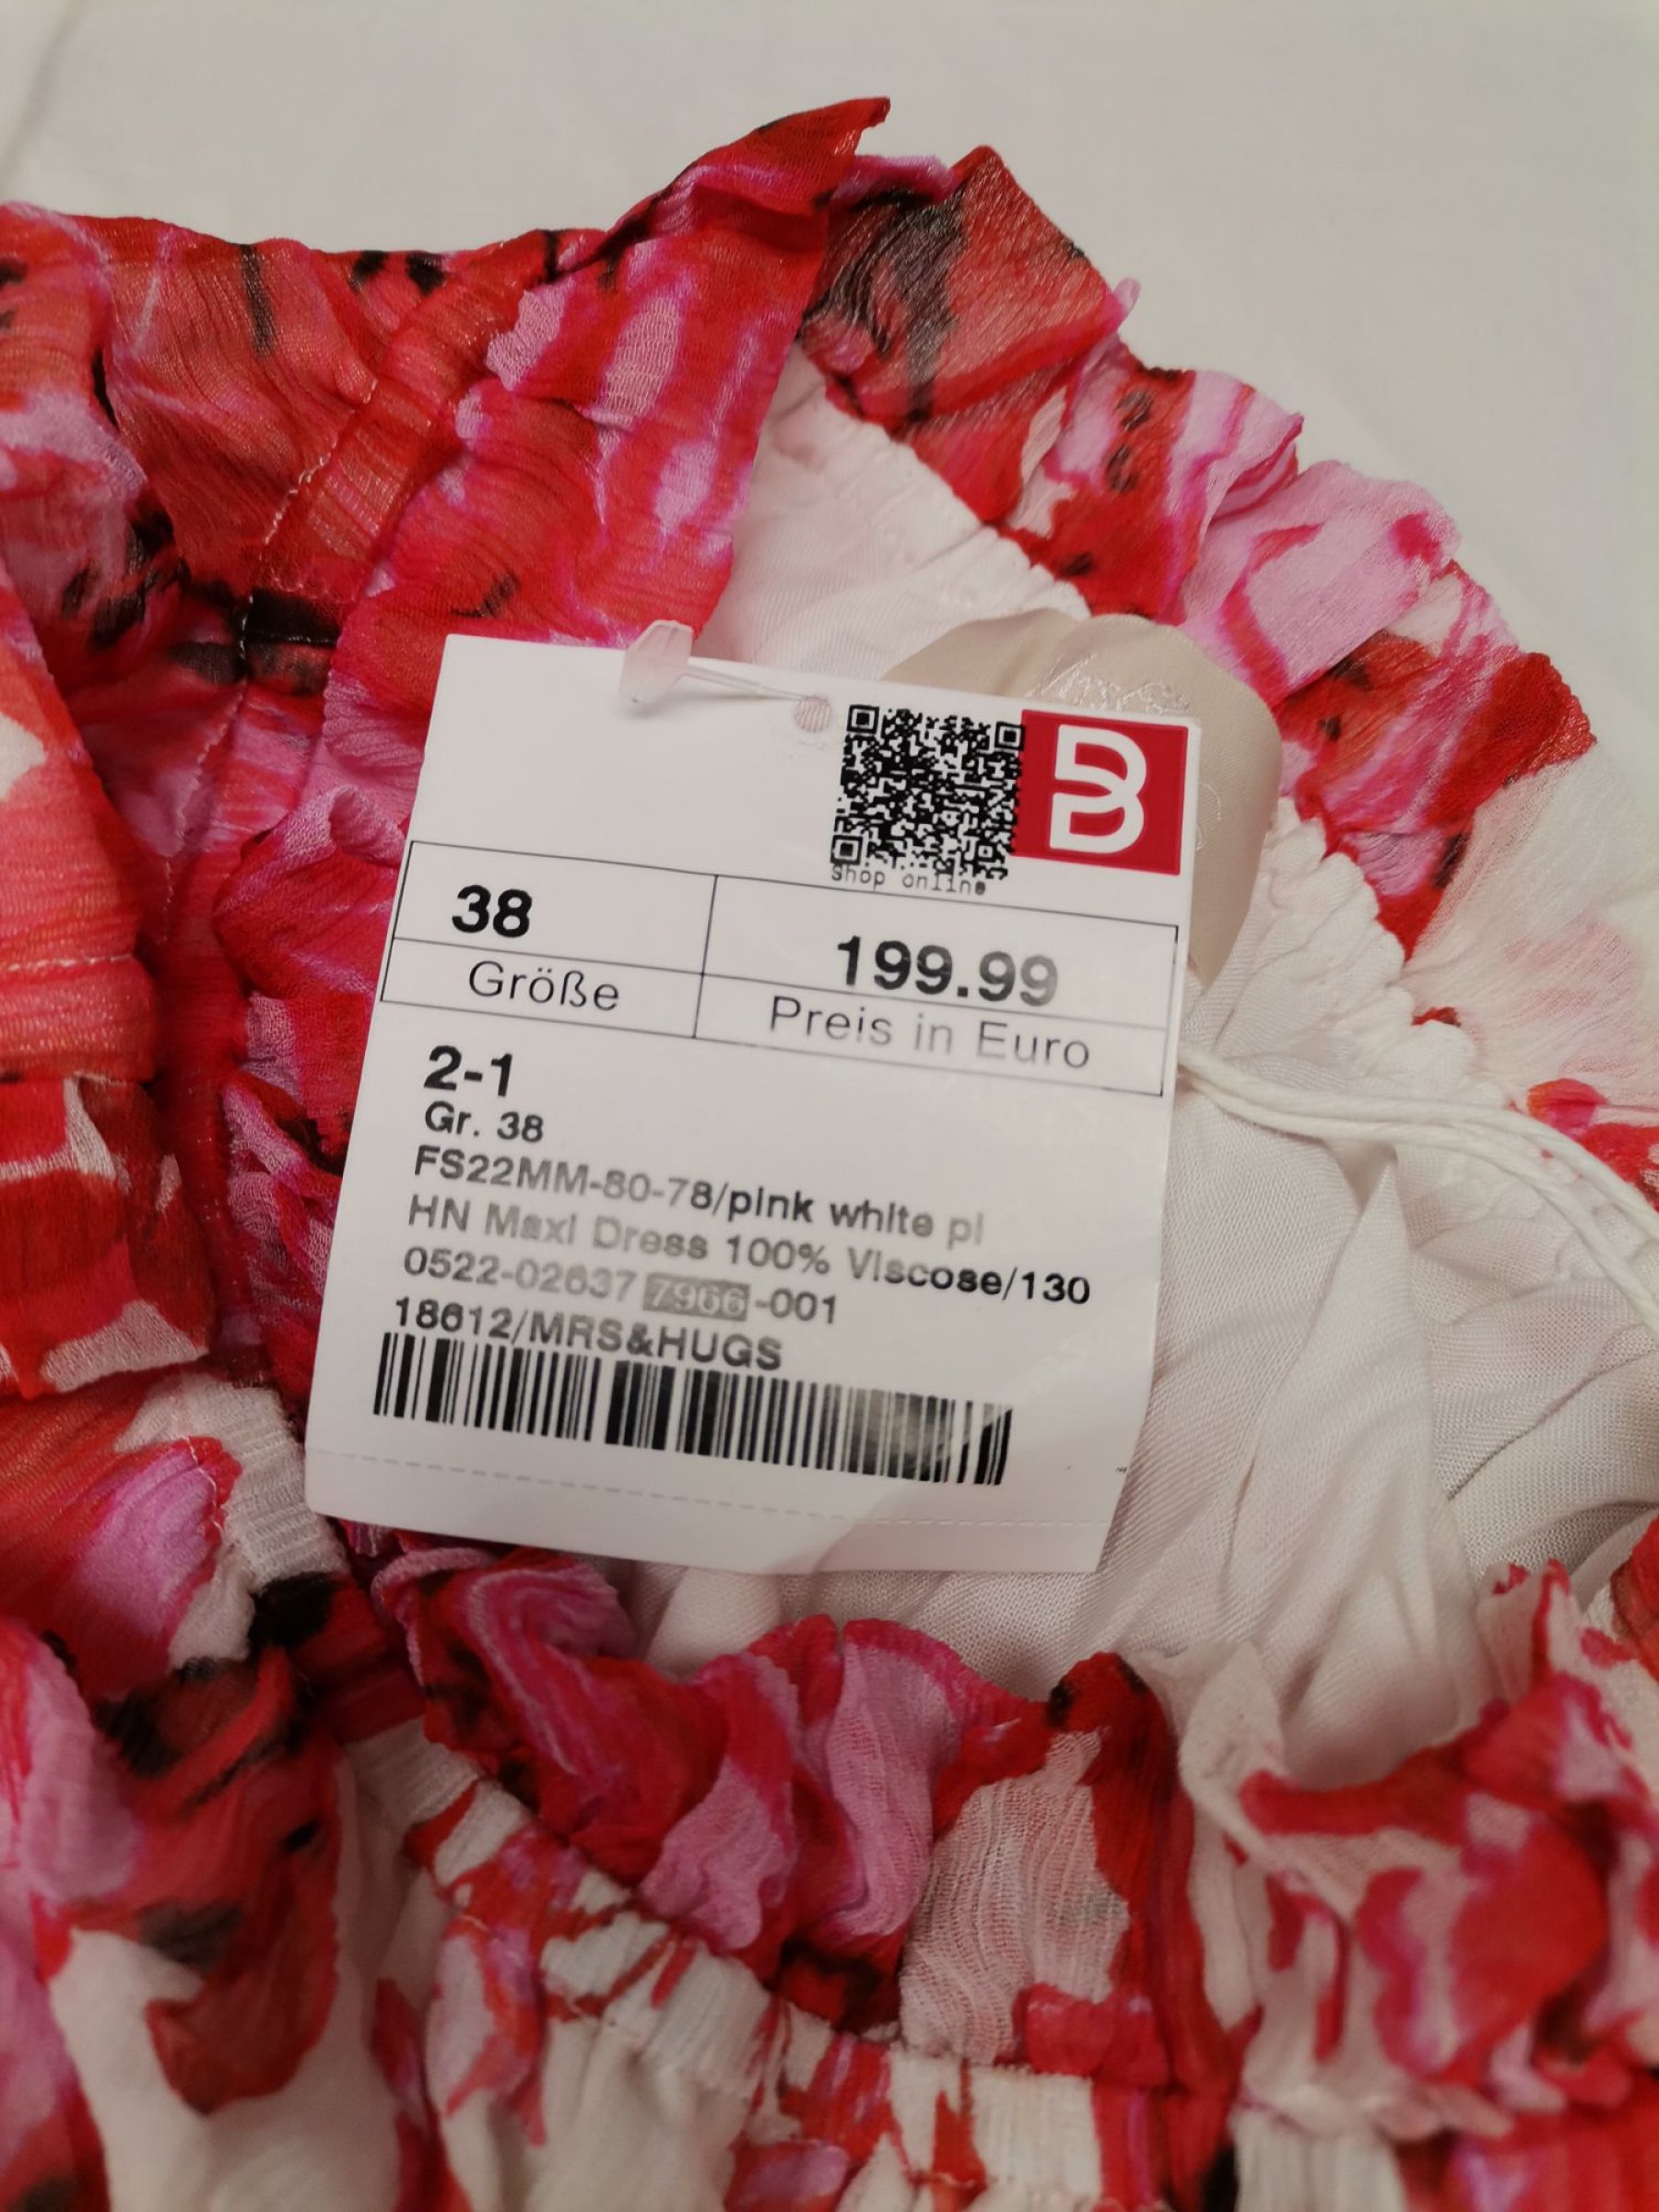 B
Shop online
38
199.99
Größe
Preis in Euro
2-1
Gr. 38
FS22MM-80-78/pink white pl
HN Maxi Dress 100% Viscose/130
0522-02637 7966 -001
18612/MRS&HUGS